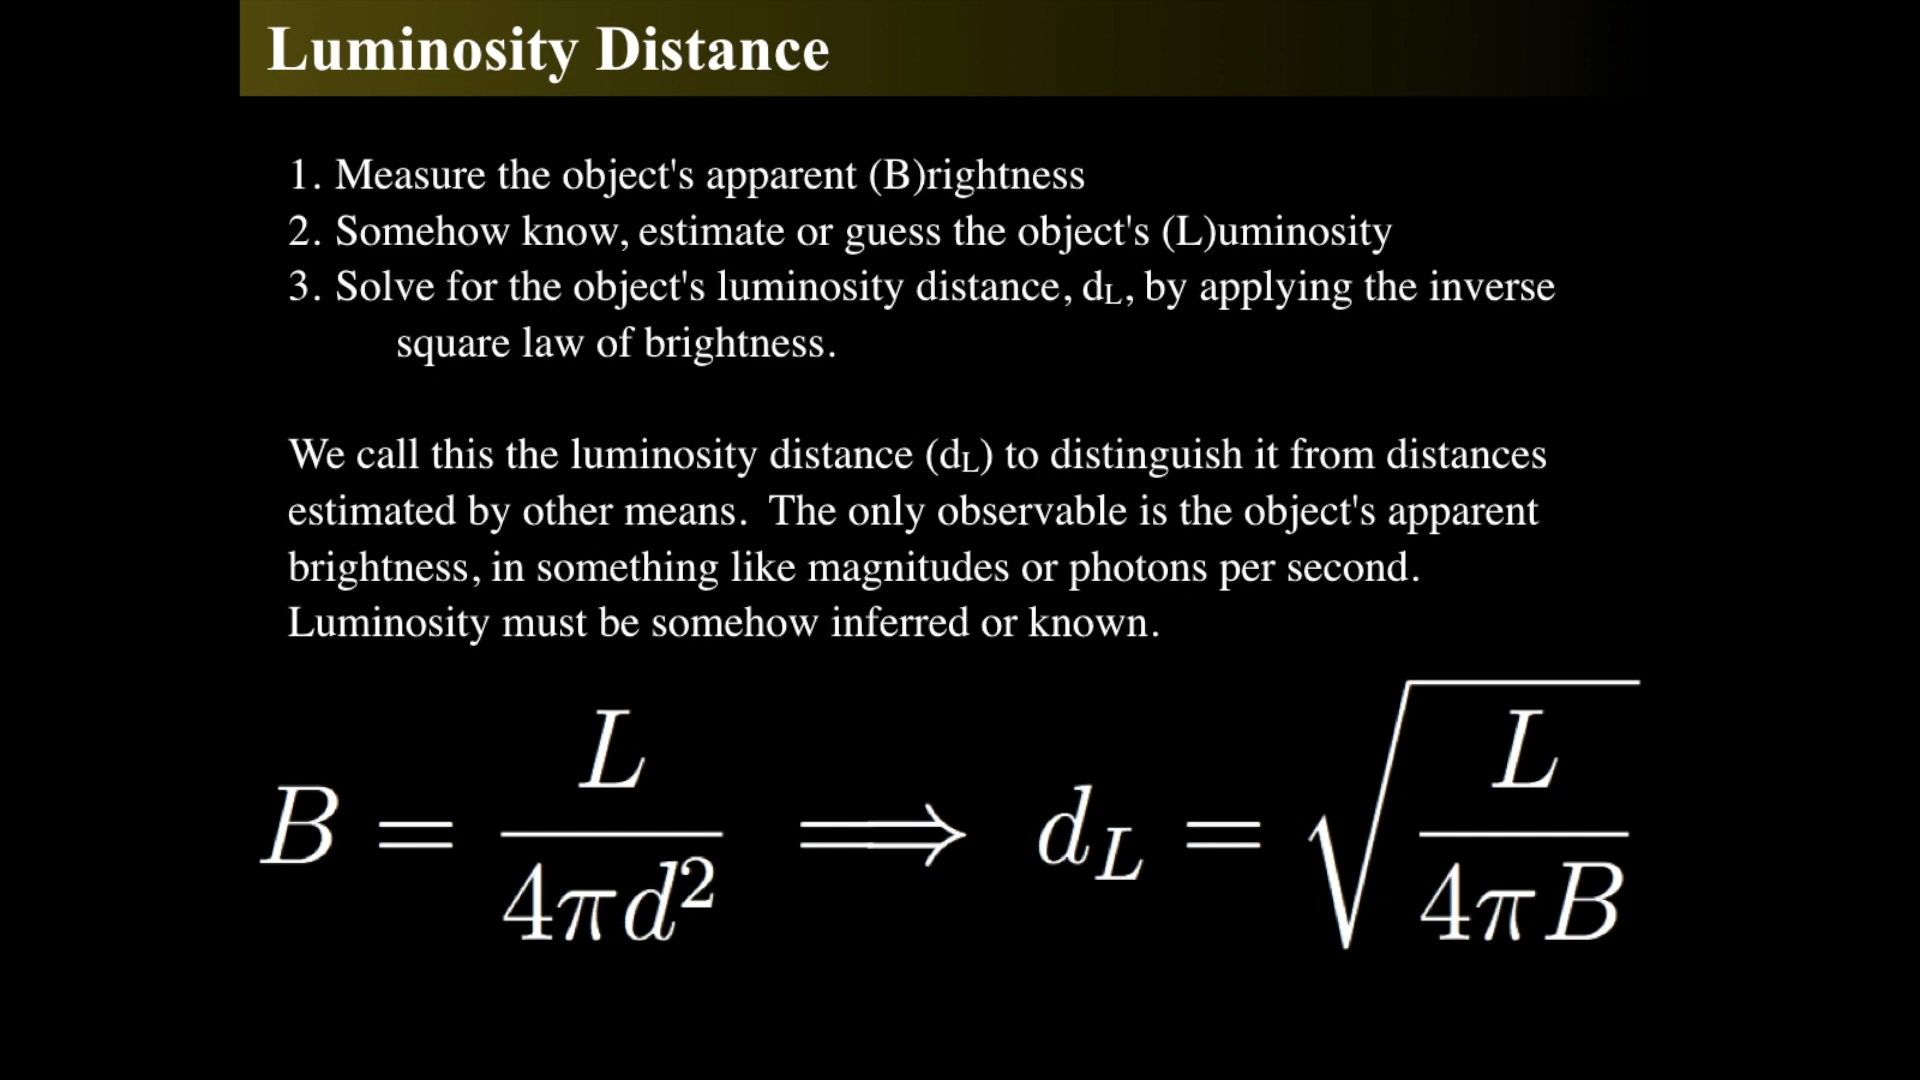 Luminosity Distance
1. Measure the object's apparent (B)rightness
2. Somehow know, estimate or guess the object's (L)uminosity
3. Solve for the object's luminosity distance, dL, by applying the inverse
square law of brightness.
We call this the luminosity distance (dL) to distinguish it from distances
estimated by other means.  The only observable is the object's apparent
brightness, in something like magnitudes or photons per second.
Luminosity must be somehow inferred or known.
B = L / 4πd² ⟹ d_L = √(L / 4πB)